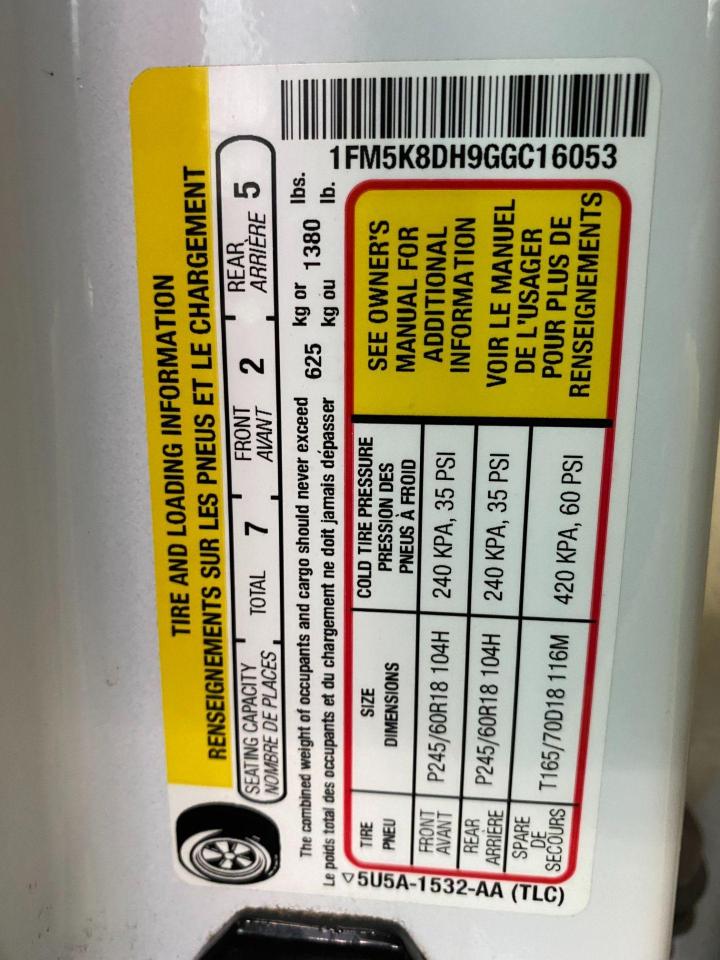 TIRE AND LOADING INFORMATION
RENSEIGNEMENTS SUR LES PNEUS ET LE CHARGEMENT
SEATING CAPACITY
NOMBRE DE PLACES
TOTAL 7
FRONT
AVANT
2
REAR
ARRIÈRE
5
The combined weight of occupants and cargo should never exceed 625 kg or 1380 lbs.
Le poids total des occupants et du chargement ne doit jamais dépasser kg ou lb.
1FM5K8DH9GGC16053
TIRE
PNEU
SIZE
DIMENSIONS
COLD TIRE PRESSURE
PRESSION DES
PNEUS À FROID
FRONT
AVANT
P245/60R18 104H
240 KPA, 35 PSI
REAR
ARRIÈRE
P245/60R18 104H
240 KPA, 35 PSI
SPARE
DE
SECOURS
T165/70D18 116M
420 KPA, 60 PSI
SEE OWNER'S
MANUAL FOR
ADDITIONAL
INFORMATION
VOIR LE MANUEL
DE L'USAGER
POUR PLUS DE
RENSEIGNEMENTS
5U5A-1532-AA (TLC)